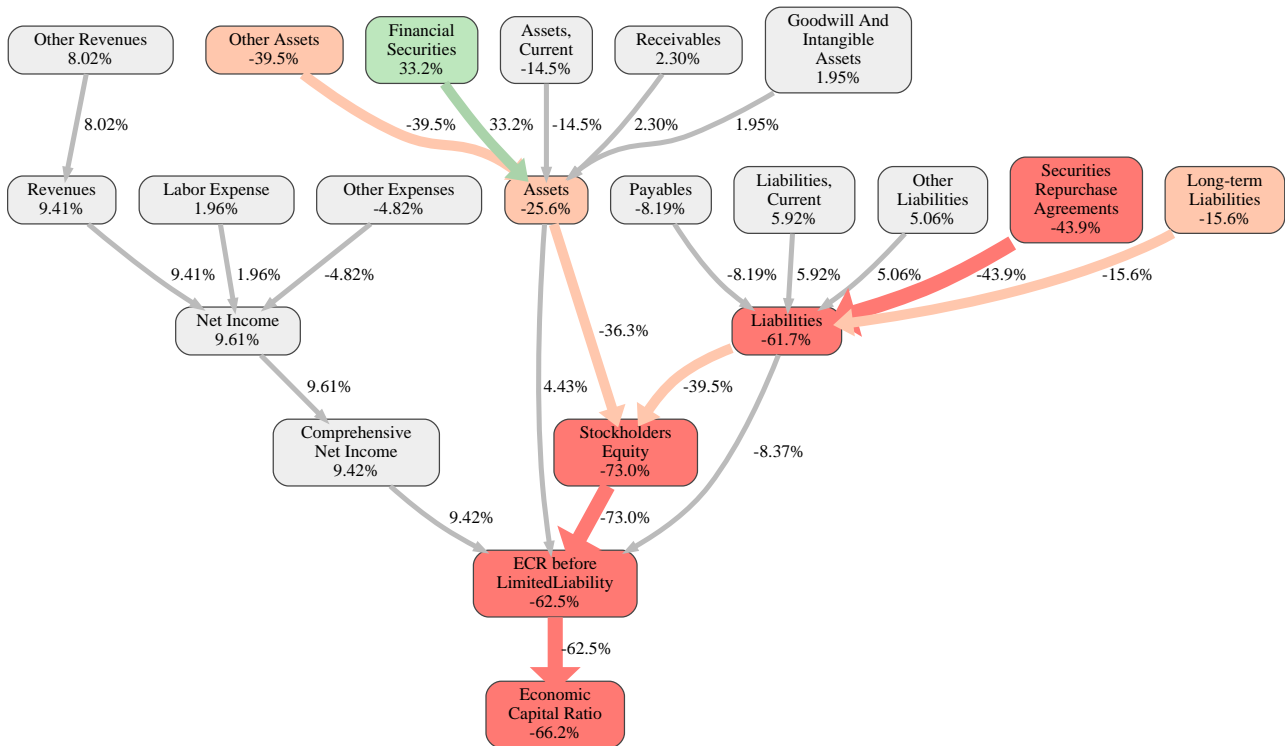 Other Revenues
8.02%
Other Assets
-39.5%
Financial
Securities
33.2%
Assets,
Current
-14.5%
Receivables
2.30%
Goodwill And
Intangible
Assets
1.95%
8.02%
-39.5%
33.2%
-14.5%
2.30%
1.95%
Revenues
9.41%
Labor Expense
1.96%
Other Expenses
-4.82%
Assets
-25.6%
Payables
-8.19%
Liabilities,
Current
5.92%
Other
Liabilities
5.06%
Securities
Repurchase
Agreements
-43.9%
Long-term
Liabilities
-15.6%
9.41%
1.96%
-4.82%
-8.19%
5.92%
5.06%
-43.9%
-15.6%
Net Income
9.61%
-36.3%
Liabilities
-61.7%
9.61%
4.43%
-39.5%
-8.37%
Comprehensive
Net Income
9.42%
Stockholders
Equity
-73.0%
9.42%
-73.0%
ECR before
LimitedLiability
-62.5%
-62.5%
Economic
Capital Ratio
-66.2%